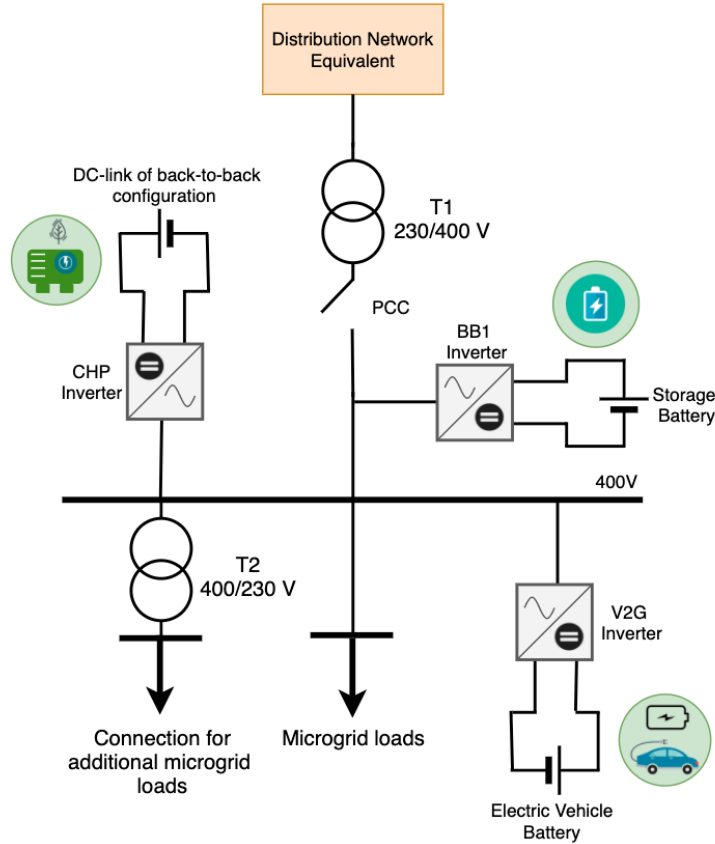 Distribution Network
Equivalent
DC-link of back-to-back
configuration
T1
230/400 V
PCC
BB1
Inverter
CHP
Inverter
Storage
Battery
400V
T2
400/230 V
V2G
Inverter
Connection for
additional microgrid
loads
Microgrid loads
Electric Vehicle
Battery